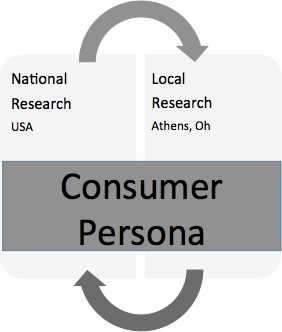 National
Research
USA
Local
Research
Athens, Oh
Consumer
Persona